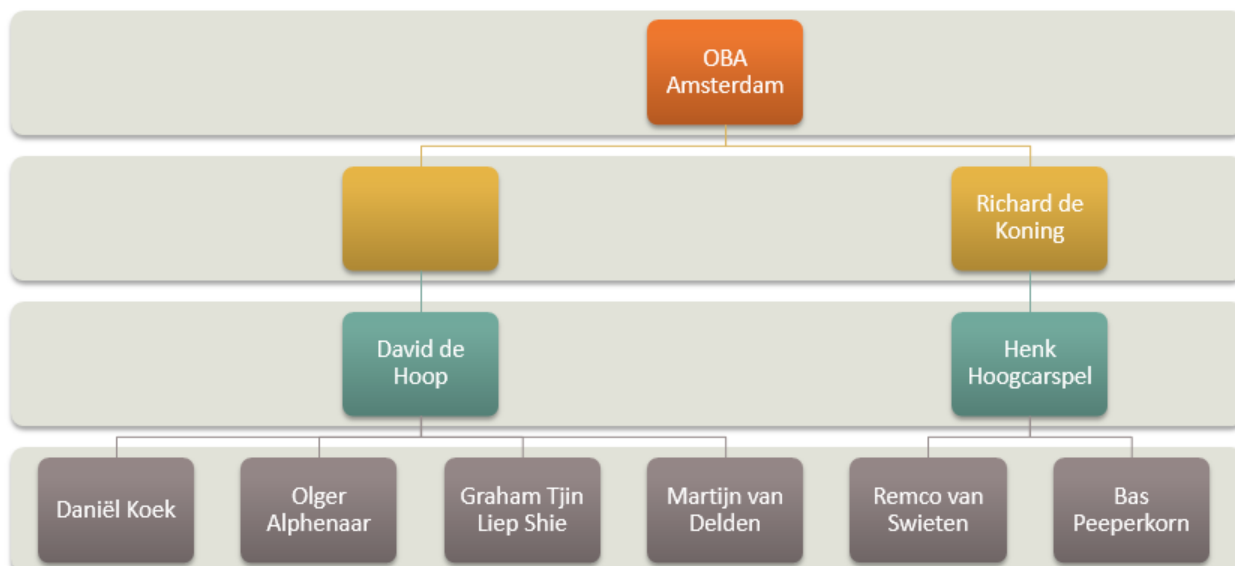 OBA
Amsterdam
Richard de
Koning
David de
Hoop
Henk
Hoogcarspel
Daniël Koek
Olger
Alphenaar
Graham Tjin
Liep Shie
Martijn van
Delden
Remco van
Swieten
Bas
Peeperkorn